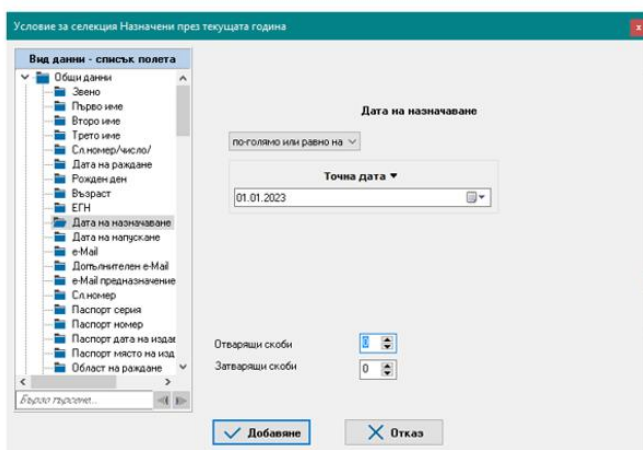 Условие за селекция Назначени през текущата година
x
Вид данни - списък полета
Общи данни
Звено
Първо име
Второ име
Трето име
Сл.номер/число/
Дата на раждане
Рожден ден
Възраст
ЕГН
Дата на назначаване
Дата на напускане
e-Mail
Допълнителен e-Mail
e-Mail предназначение
Сл.номер
Паспорт серия
Паспорт номер
Паспорт дата на издав
Паспорт място на изд
Област на раждане
Бързо търсене...
Дата на назначаване
по-голямо или равно на
Точна дата ▼
01.01.2023
Отварящи скоби 0
Затварящи скоби 0
Добавяне
Отказ